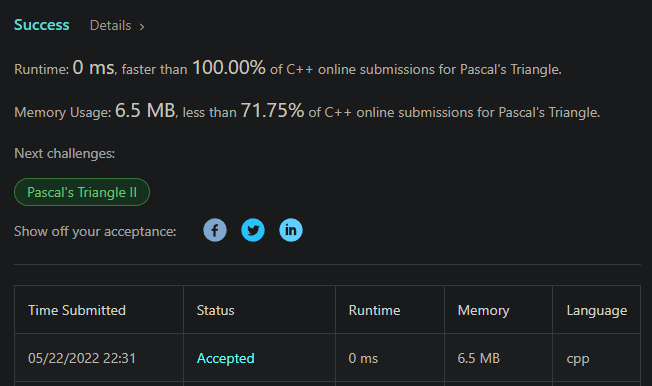 Success Details >
Runtime: 0 ms, faster than 100.00% of C++ online submissions for Pascal's Triangle.
Memory Usage: 6.5 MB, less than 71.75% of C++ online submissions for Pascal's Triangle.
Next challenges:
Pascal's Triangle II
Show off your acceptance: f in
Time Submitted Status Runtime Memory Language
05/22/2022 22:31 Accepted 0 ms 6.5 MB cpp